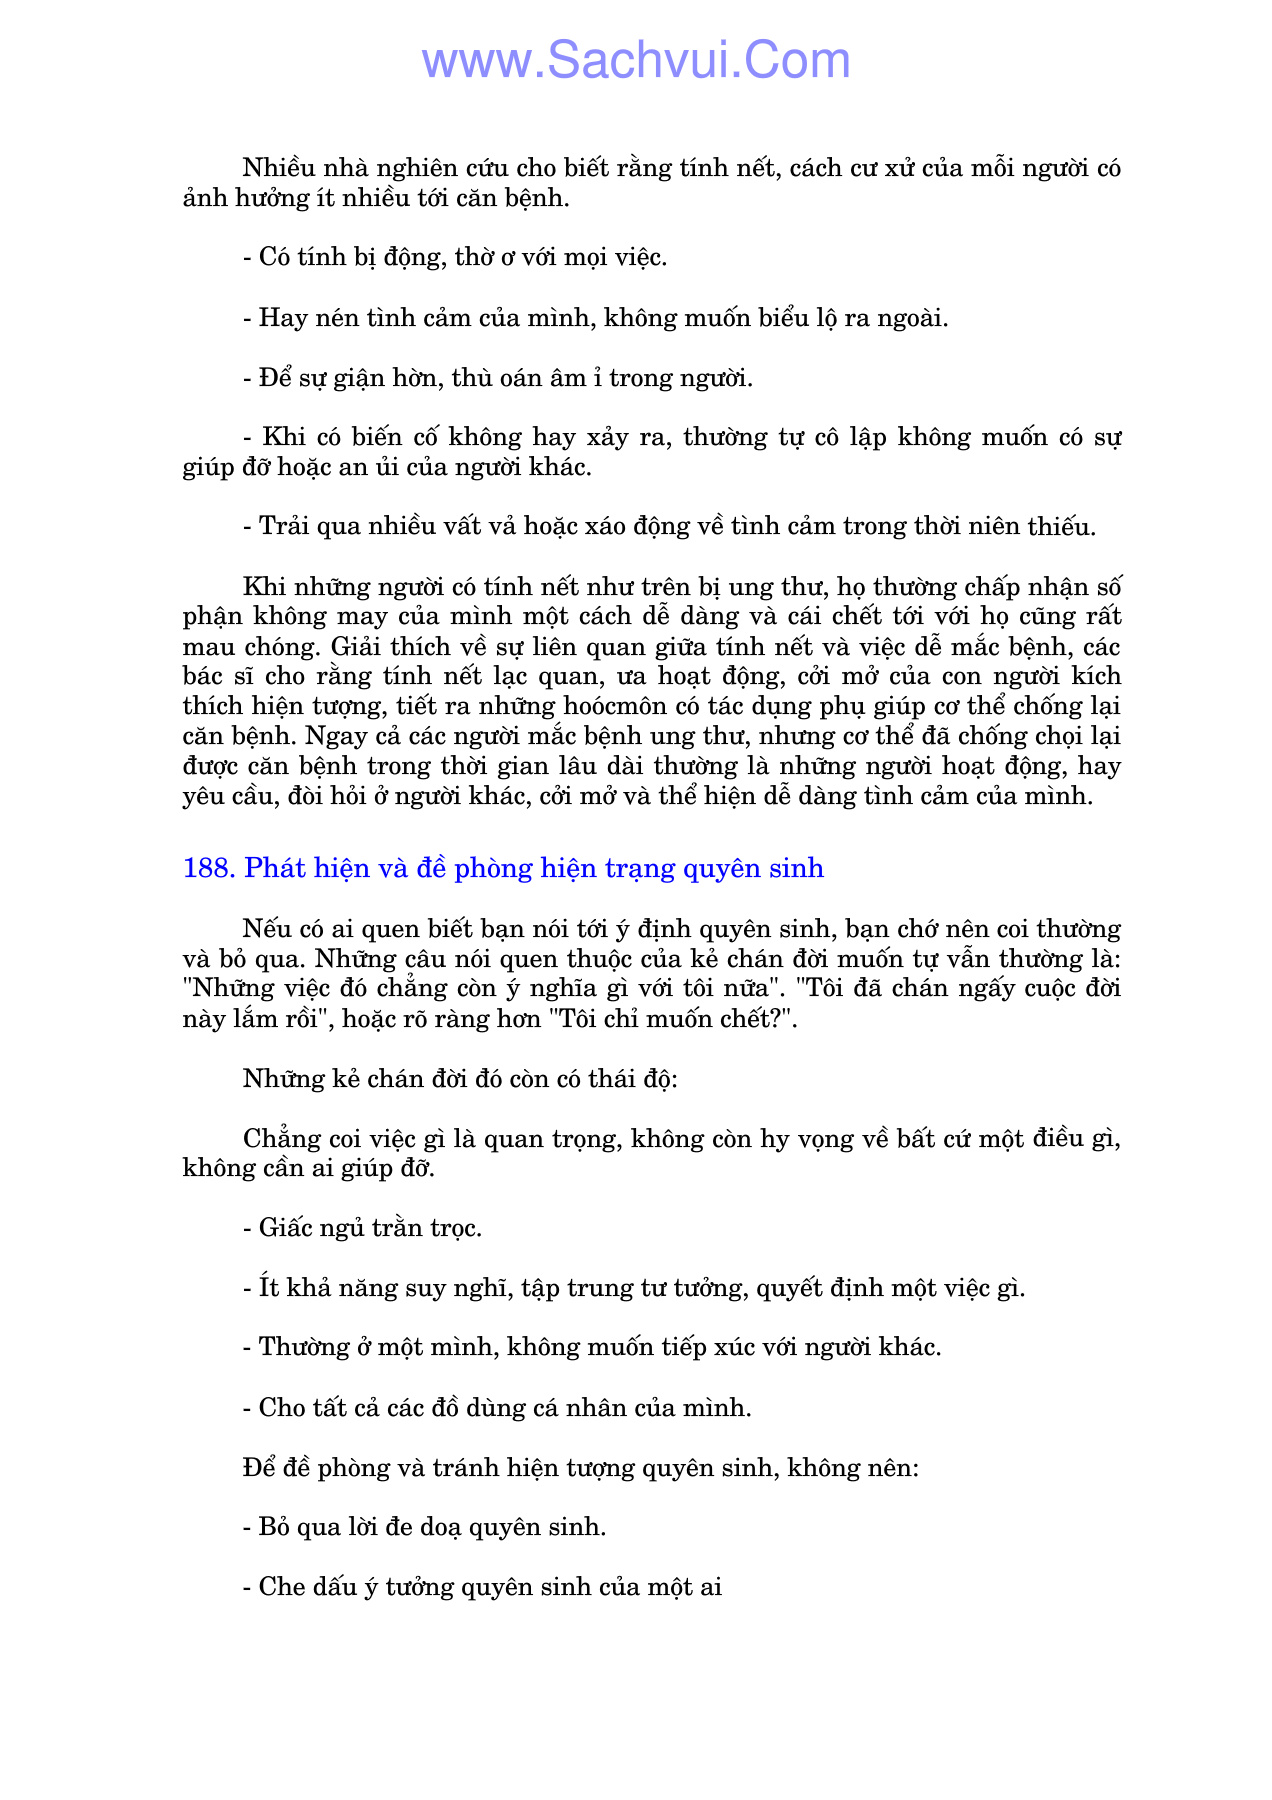 www.Sachvui.Com
Nhiều nhà nghiên cứu cho biết rằng tính nết, cách cư xử của mỗi người có
ảnh hưởng ít nhiều tới căn bệnh.
- Có tính bị động, thờ ơ với mọi việc.
- Hay nén tình cảm của mình, không muốn biểu lộ ra ngoài.
- Để sự giận hờn, thù oán âm ỉ trong người.
- Khi có biến cố không hay xảy ra, thường tự cô lập không muốn có sự
giúp đỡ hoặc an ủi của người khác.
- Trải qua nhiều vất vả hoặc xáo động về tình cảm trong thời niên thiếu.
Khi những người có tính nết như trên bị ung thư, họ thường chấp nhận số
phận không may của mình một cách dễ dàng và cái chết tới với họ cũng rất
mau chóng. Giải thích về sự liên quan giữa tính nết và việc dễ mắc bệnh, các
bác sĩ cho rằng tính nết lạc quan, ưa hoạt động, cởi mở của con người kích
thích hiện tượng, tiết ra những hoócmôn có tác dụng phụ giúp cơ thể chống lại
căn bệnh. Ngay cả các người mắc bệnh ung thư, nhưng cơ thể đã chống chọi lại
được căn bệnh trong thời gian lâu dài thường là những người hoạt động, hay
yêu cầu, đòi hỏi ở người khác, cởi mở và thể hiện dễ dàng tình cảm của mình.
188. Phát hiện và đề phòng hiện trạng quyên sinh
Nếu có ai quen biết bạn nói tới ý định quyên sinh, bạn chớ nên coi thường
và bỏ qua. Những câu nói quen thuộc của kẻ chán đời muốn tự vẫn thường là:
"Những việc đó chẳng còn ý nghĩa gì với tôi nữa". "Tôi đã chán ngấy cuộc đời
này lắm rồi", hoặc rõ ràng hơn "Tôi chỉ muốn chết?".
Những kẻ chán đời đó còn có thái độ:
Chẳng coi việc gì là quan trọng, không còn hy vọng về bất cứ một điều gì,
không cần ai giúp đỡ.
- Giấc ngủ trằn trọc.
- Ít khả năng suy nghĩ, tập trung tư tưởng, quyết định một việc gì.
- Thường ở một mình, không muốn tiếp xúc với người khác.
- Cho tất cả các đồ dùng cá nhân của mình.
Để đề phòng và tránh hiện tượng quyên sinh, không nên:
- Bỏ qua lời đe doạ quyên sinh.
- Che dấu ý tưởng quyên sinh của một ai